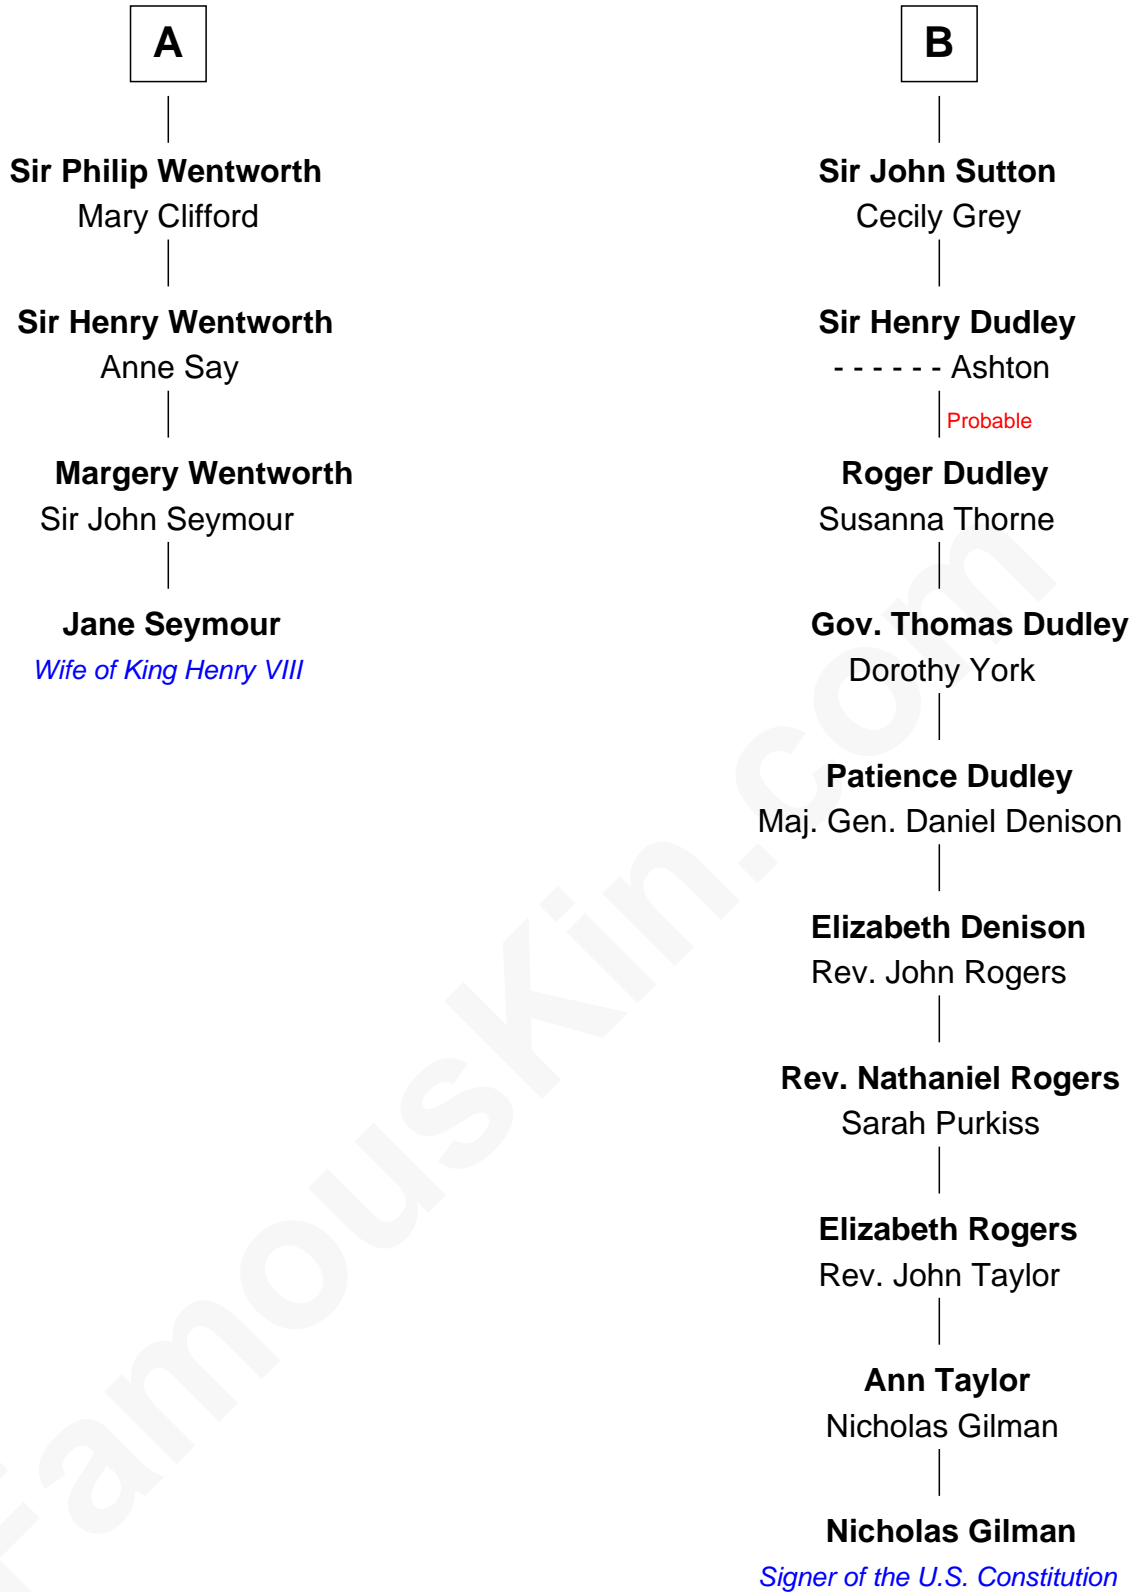 A
Sir Philip Wentworth
Mary Clifford
Sir Henry Wentworth
Anne Say
Margery Wentworth
Sir John Seymour
Jane Seymour
Wife of King Henry VIII
B
Sir John Sutton
Cecily Grey
Sir Henry Dudley
- - - - - - Ashton
Probable
Roger Dudley
Susanna Thorne
Gov. Thomas Dudley
Dorothy York
Patience Dudley
Maj. Gen. Daniel Denison
Elizabeth Denison
Rev. John Rogers
Rev. Nathaniel Rogers
Sarah Purkiss
Elizabeth Rogers
Rev. John Taylor
Ann Taylor
Nicholas Gilman
Nicholas Gilman
Signer of the U.S. Constitution
FamousKin.com